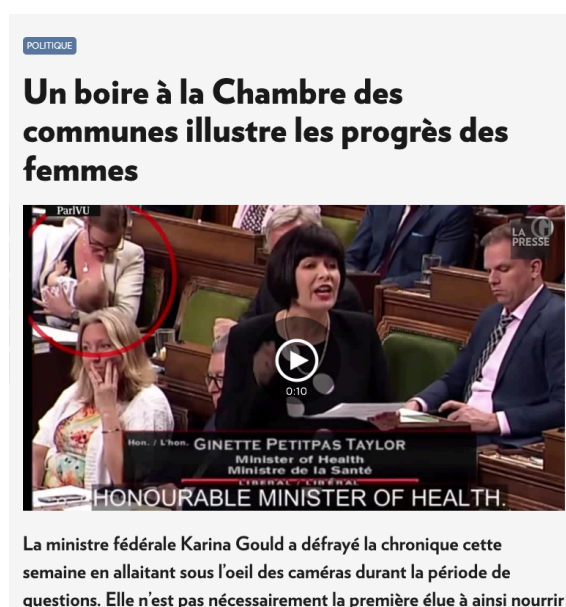 POLITIQUE
Un boire à la Chambre des
communes illustre les progrès des
femmes
ParlVU
LA
PRESSE
0:10
Hon. / L'hon. GINETTE PETITPAS TAYLOR
Minister of Health
Ministre de la Santé
LIBERAL / LIBÉRAL
HONOURABLE MINISTER OF HEALTH.
La ministre fédérale Karina Gould a défrayé la chronique cette
semaine en allaitant sous l'oeil des caméras durant la période de
questions. Elle n'est pas nécessairement la première élue à ainsi nourrir